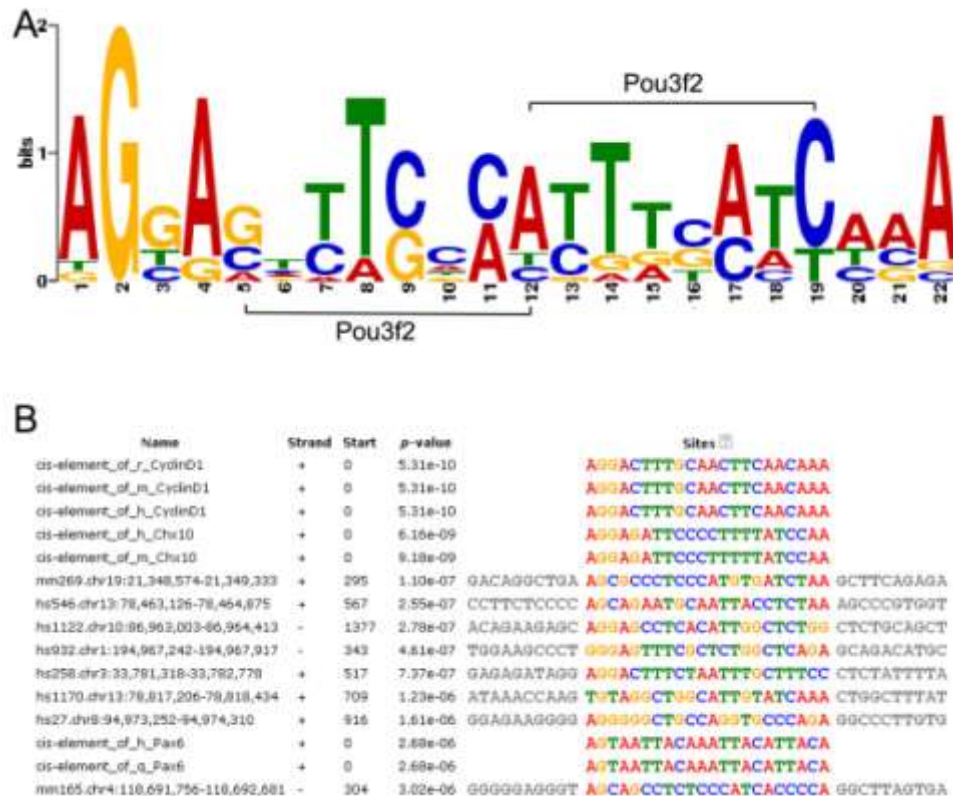 A
2
Pou3f2
bits
1
0
1 2 3 4 5 6 7 8 9 10 11 12 13 14 15 16 17 18 19 20 21 22
Pou3f2
B
Name Strand Start p-value Sites
cis-element_of_r_CyclinD1 + 0 5.31e-10 AGGACTTTGCAACTTCAACAAA
cis-element_of_m_CyclinD1 + 0 5.31e-10 AGGACTTTGCAACTTCAACAAA
cis-element_of_h_CyclinD1 + 0 5.31e-10 AGGACTTTGCAACTTCAACAAA
cis-element_of_h_Chx10 + 0 6.16e-09 AGGAGATTCCCCTTTTATCCAA
cis-element_of_m_Chx10 + 0 9.18e-09 AGGAGATTCCCTTTTTATCCAA
mm269.chr19:21,348,574-21,349,333 + 295 1.10e-07 GACAGGCTGA AGCGCCCTCCCATGTGATCTAA GCTTCAGAGA
hs546.chr13:78,463,126-78,464,875 + 567 2.55e-07 CCTTCTCCCC AGCAGAATGCAATTACCTCTAA AGCCCGTGGT
hs1122.chr10:86,963,003-86,964,413 - 1377 2.78e-07 ACAGAAGAGC AGGAGCCTCACATTGGCTCTGG CTCTGCAGCT
hs932.chr1:194,967,242-194,967,917 - 343 4.61e-07 TGGAAGCCCT GGGAGTTTCGCTCTGGCTCAGA GCAGACATGC
hs258.chr3:33,781,318-33,782,778 + 517 7.37e-07 GAGAGATAGG AGGACTTTCTAATTTGCTTTCC CTCTATTTTA
hs1170.chr13:78,817,206-78,818,434 + 709 1.23e-06 ATAAACCAAG TGTAGGCTGGCATTGTATCAAA CTGGCTTTAT
hs27.chr8:94,973,252-94,974,310 + 916 1.61e-06 GGAGAAGGGG AGGGGGCTGCCAGGTGCCCAGA GGCCCTTGTG
cis-element_of_h_Pax6 + 0 2.68e-06 AGTAATTACAAATTACATTACA
cis-element_of_q_Pax6 + 0 2.68e-06 AGTAATTACAAATTACATTACA
mm165.chr4:118,691,756-118,692,681 - 304 3.02e-06 GGGGGAGGGT AGCAGCCTCTCCCATCACCCCA GGCTTAGTGA